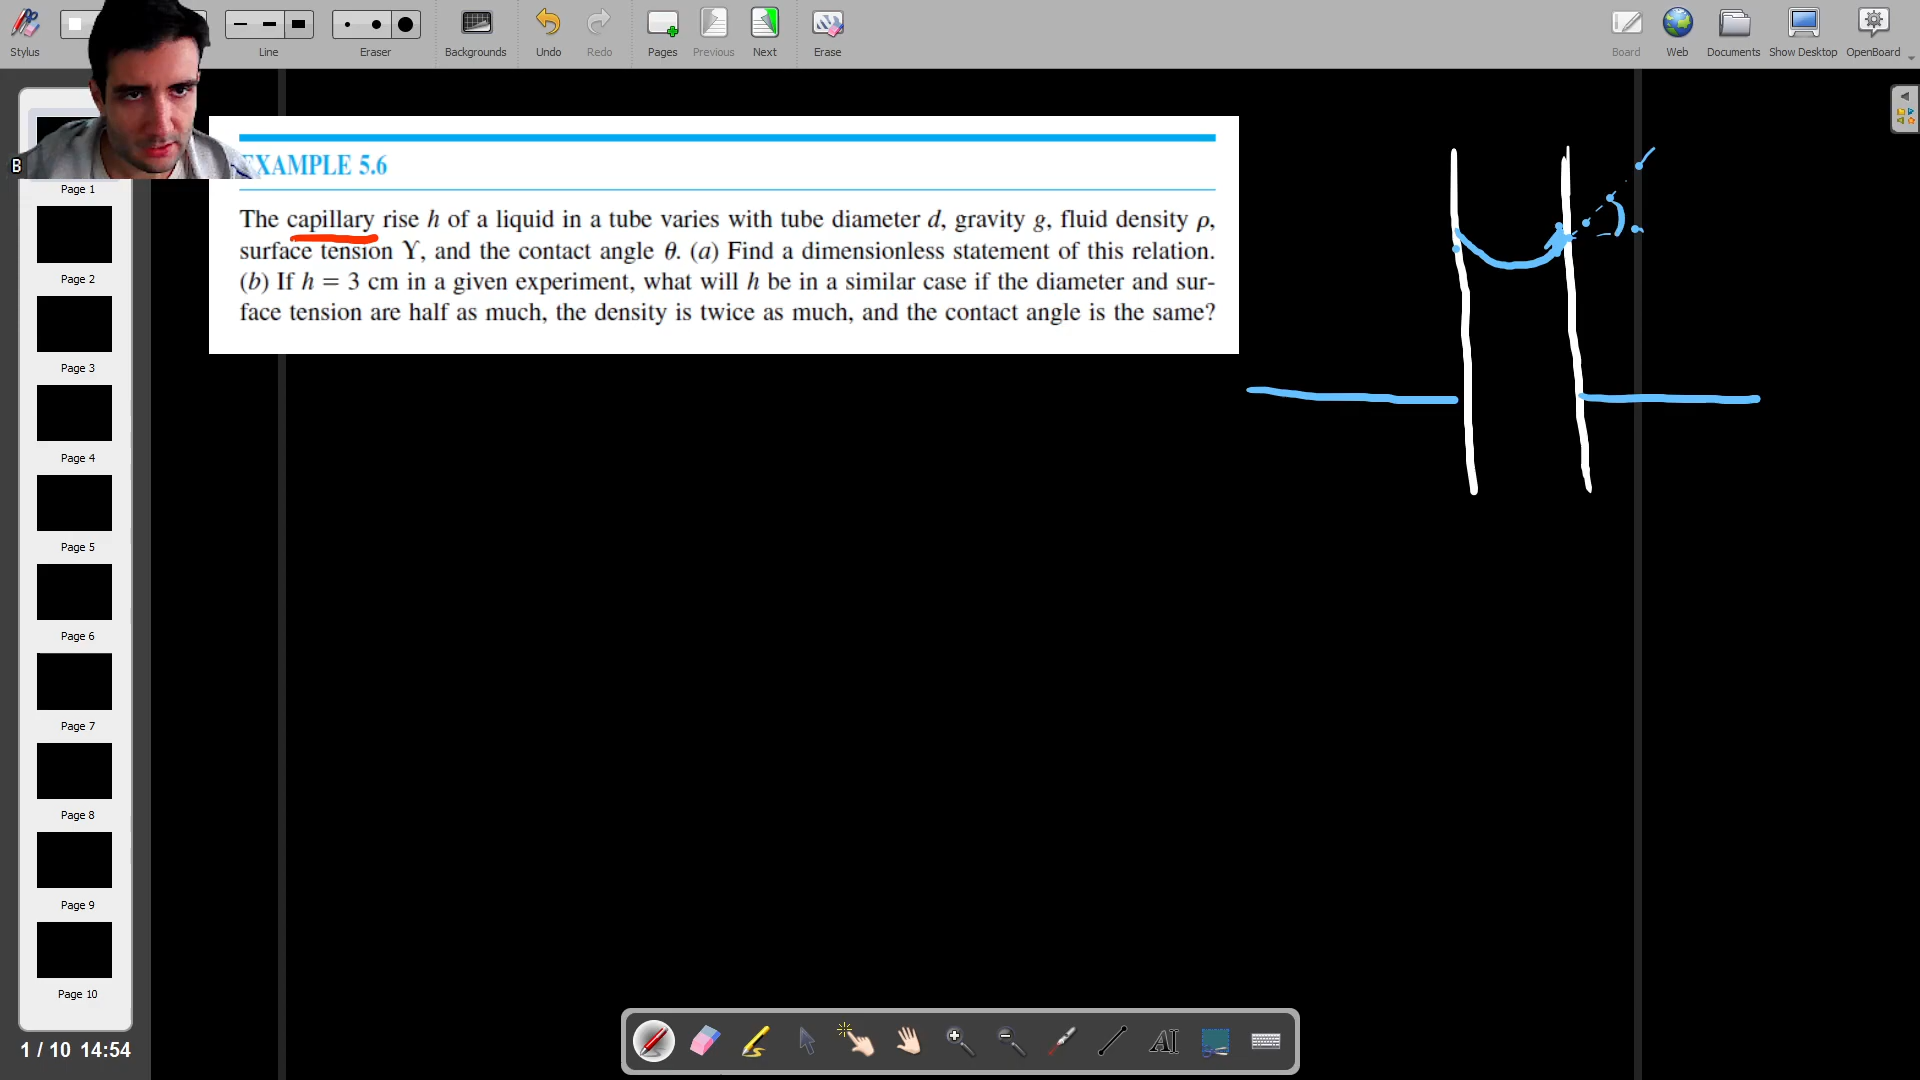 Stylus
Line
Eraser
Backgrounds
Undo
Redo
Pages
Previous
Next
Erase
Board
Web
Documents
Show Desktop
OpenBoard
B
EXAMPLE 5.6
The capillary rise h of a liquid in a tube varies with tube diameter d, gravity g, fluid density ρ,
surface tension Υ, and the contact angle θ. (a) Find a dimensionless statement of this relation.
(b) If h = 3 cm in a given experiment, what will h be in a similar case if the diameter and sur-
face tension are half as much, the density is twice as much, and the contact angle is the same?
Page 1
Page 2
Page 3
Page 4
Page 5
Page 6
Page 7
Page 8
Page 9
Page 10
1 / 10 14:54
AI